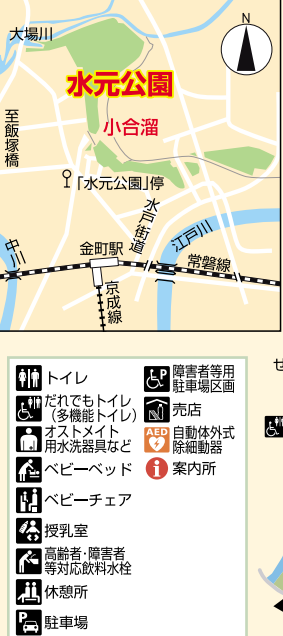 N
大場川
水元公園
小合溜
至飯塚橋
「水元公園」停
水戸街道
江戸川
中川
金町駅
常磐線
京成線
トイレ
だれでもトイレ
（多機能トイレ）
オストメイト
用水洗器具など
ベビーベッド
ベビーチェア
授乳室
高齢者・障害者
等対応飲料水栓
休憩所
P
駐車場
P
障害者等用
駐車場区画
売店
AED
自動体外式
除細動器
案内所
せ